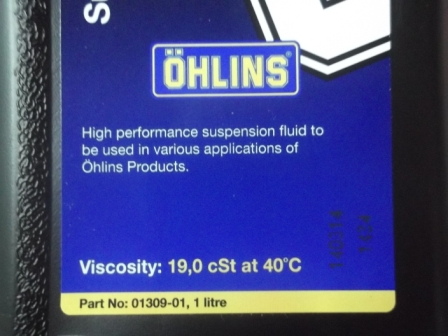 ÖHLINS
High performance suspension fluid to
be used in various applications of
Öhlins Products.
Viscosity: 19,0 cSt at 40°C
Part No: 01309-01, 1 litre